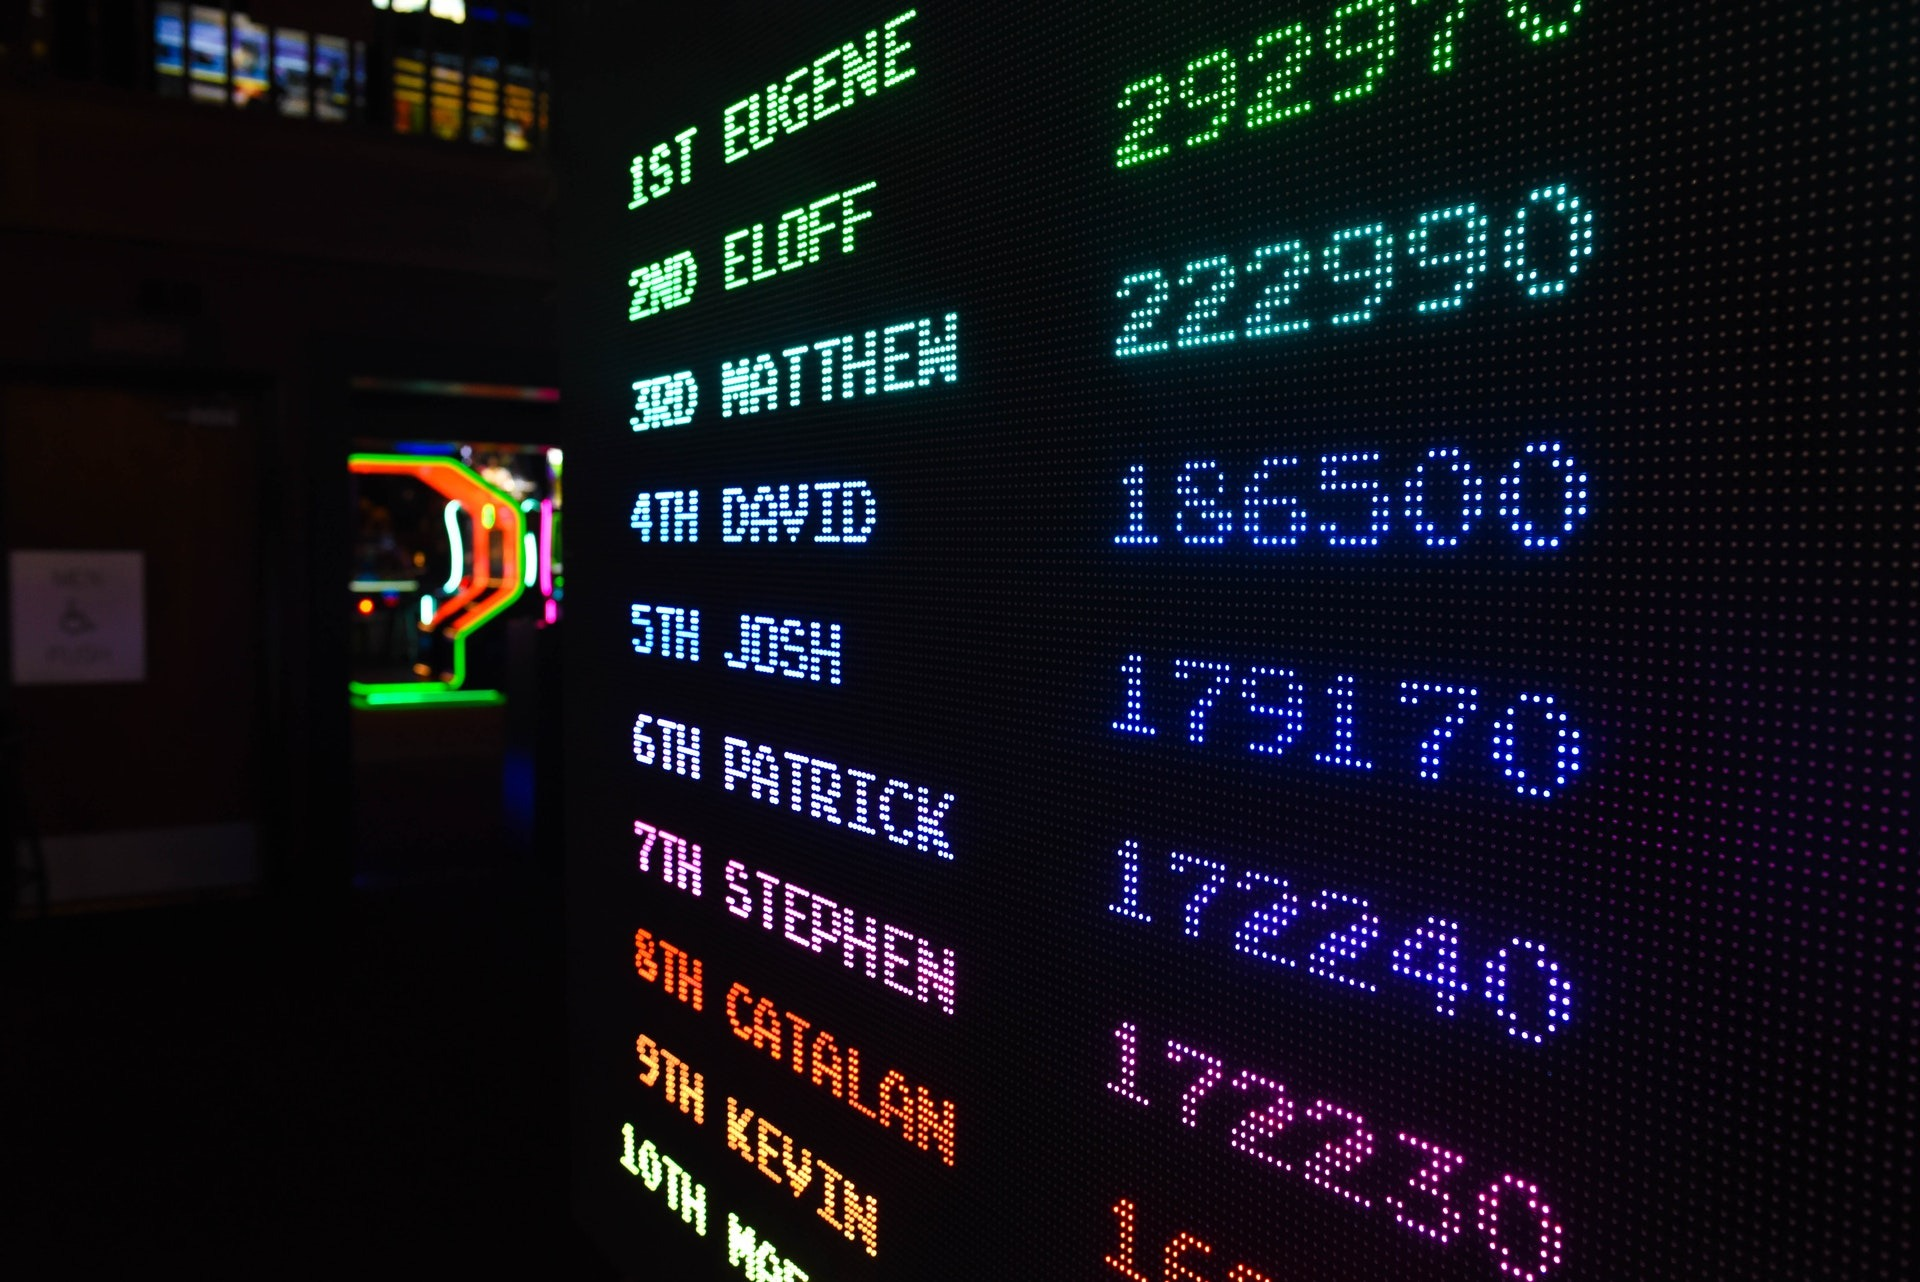 1ST EUGENE
2ND ELOFF 292970
3RD MATTHEW 222990
4TH DAVID 186500
5TH JOSH 179170
6TH PATRICK 172240
7TH STEPHEN 172230
8TH CATALAN
9TH KEVIN
10TH